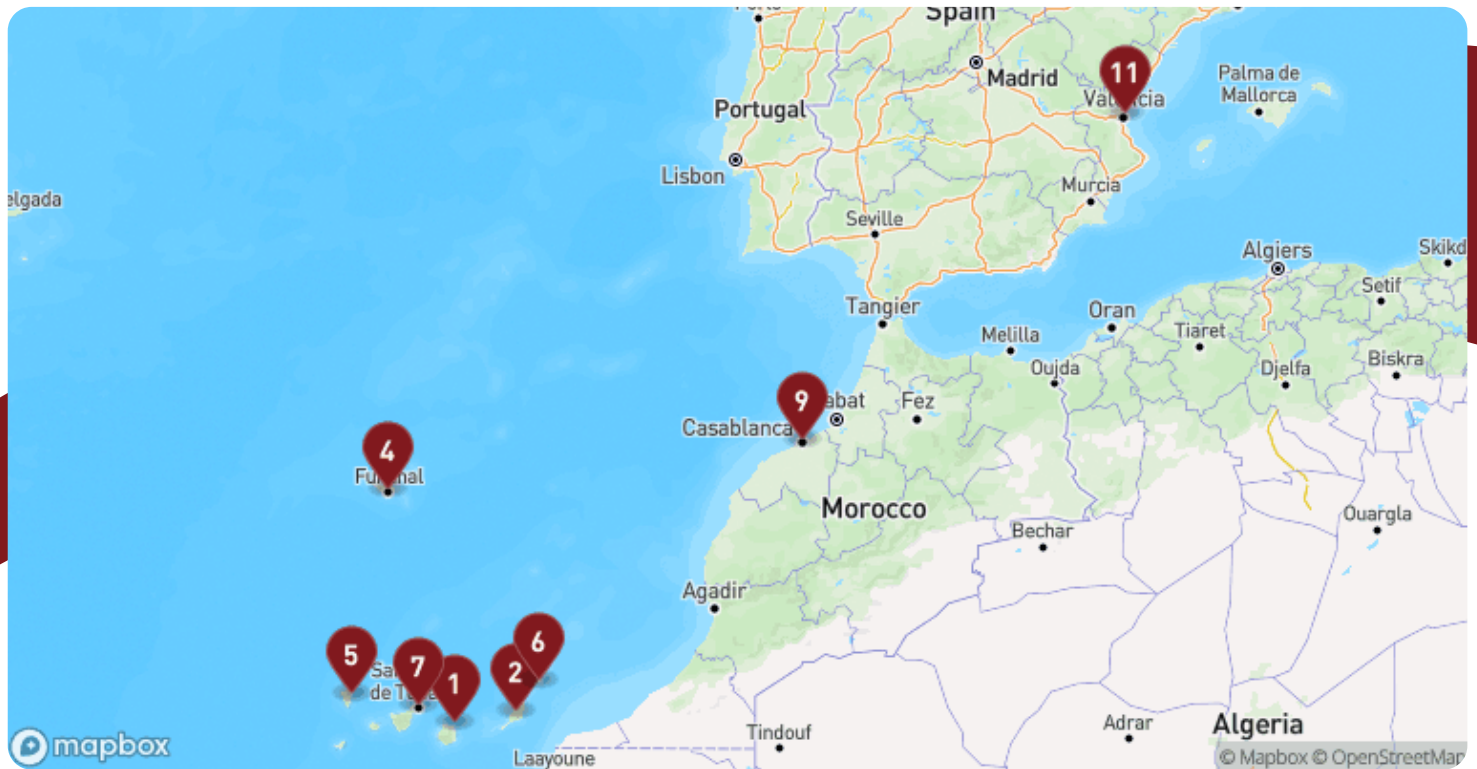 Spain
Madrid
11
Valencia
Palma de
Mallorca
Portugal
Lisbon
Murcia
elgada
Seville
Algiers
Skikd
Setif
Tangier
Oran
Melilla
Tiaret
Oujda
Djelfa
Biskra
9
abat
Fez
Casablanca
4
Funchal
Morocco
Ouargla
Bechar
Agadir
6
5
7
2
1
Tindouf
Adrar
Algeria
Laayoune
mapbox
© Mapbox © OpenStreetMap